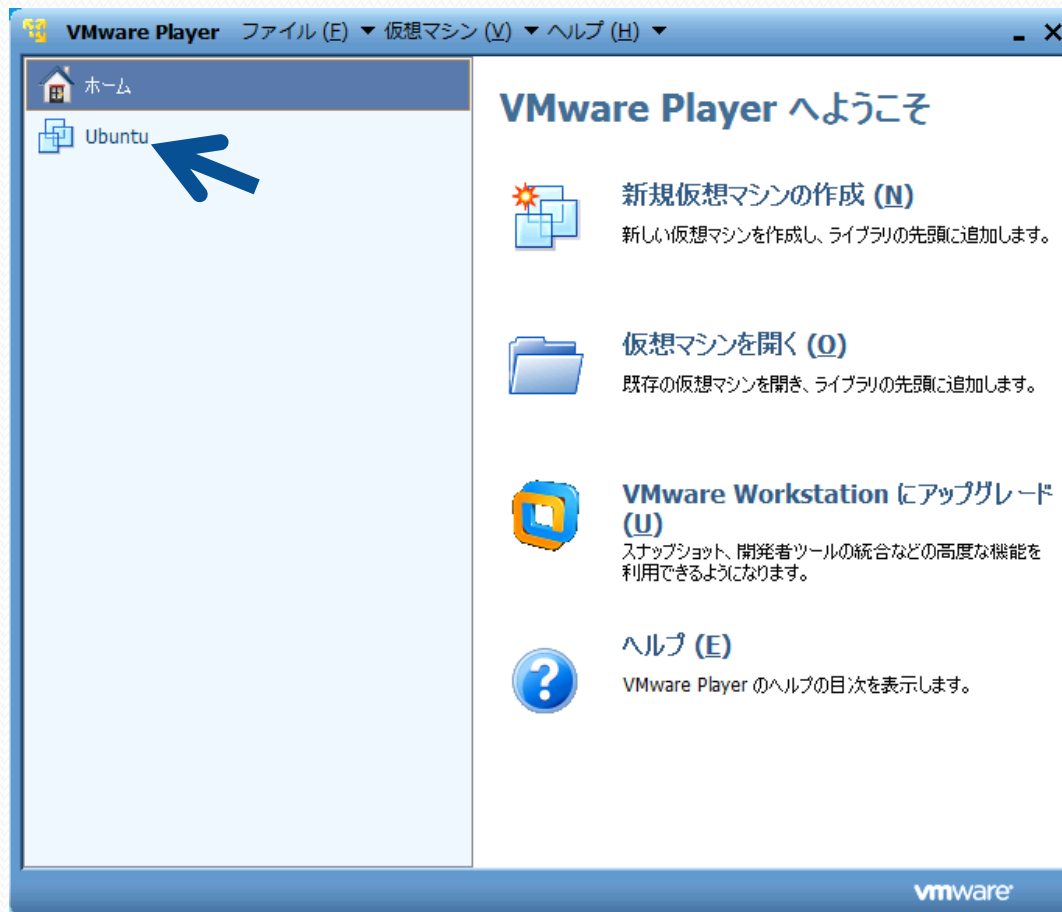 VMware Player ファイル (F) ▼ 仮想マシン (V) ▼ ヘルプ (H) ▼
ホーム
Ubuntu
VMware Player へようこそ
新規仮想マシンの作成 (N)
新しい仮想マシンを作成し、ライブラリの先頭に追加します。
仮想マシンを開く (O)
既存の仮想マシンを開き、ライブラリの先頭に追加します。
VMware Workstation にアップグレード
(U)
スナップショット、開発者ツールの統合などの高度な機能を
利用できるようになります。
ヘルプ (E)
VMware Player のヘルプの目次を表示します。
vmware